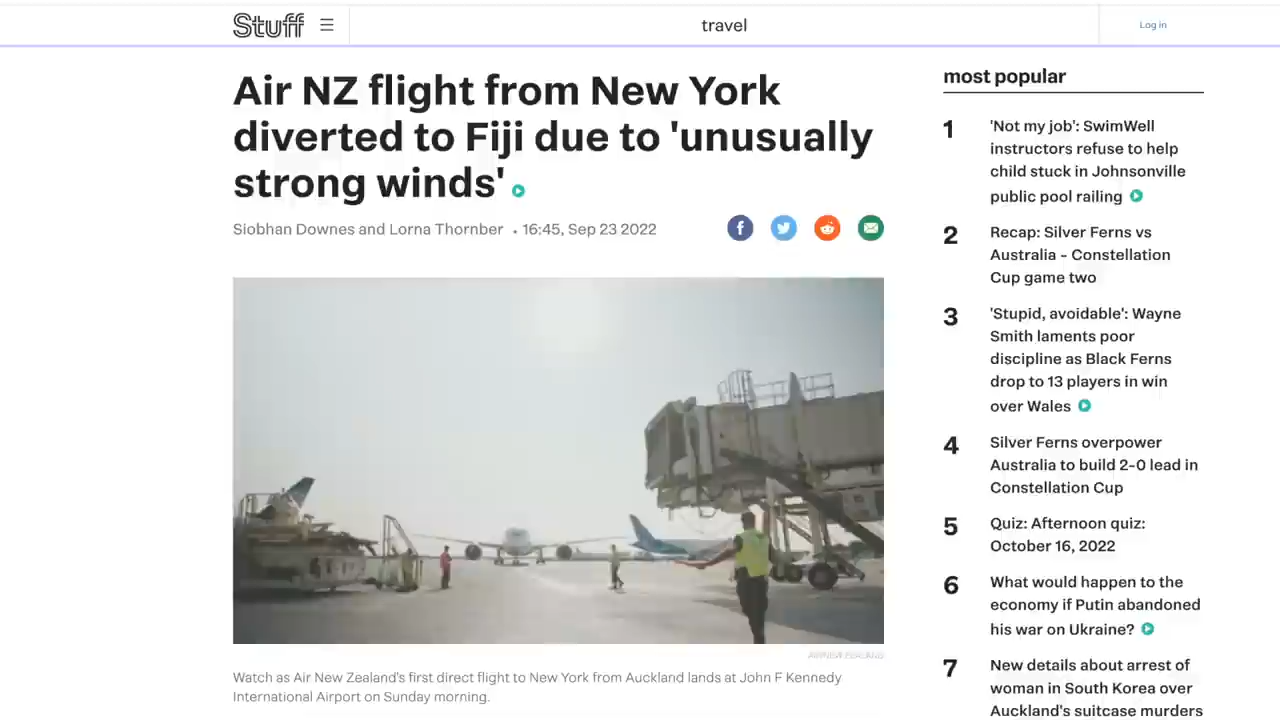 Stuff
travel
Log in
Air NZ flight from New York
diverted to Fiji due to 'unusually
strong winds'
Siobhan Downes and Lorna Thornber • 16:45, Sep 23 2022
AIR NEW ZEALAND
Watch as Air New Zealand's first direct flight to New York from Auckland lands at John F Kennedy
International Airport on Sunday morning.
most popular
1
'Not my job': SwimWell
instructors refuse to help
child stuck in Johnsonville
public pool railing
2
Recap: Silver Ferns vs
Australia - Constellation
Cup game two
3
'Stupid, avoidable': Wayne
Smith laments poor
discipline as Black Ferns
drop to 13 players in win
over Wales
4
Silver Ferns overpower
Australia to build 2-0 lead in
Constellation Cup
5
Quiz: Afternoon quiz:
October 16, 2022
6
What would happen to the
economy if Putin abandoned
his war on Ukraine?
7
New details about arrest of
woman in South Korea over
Auckland's suitcase murders